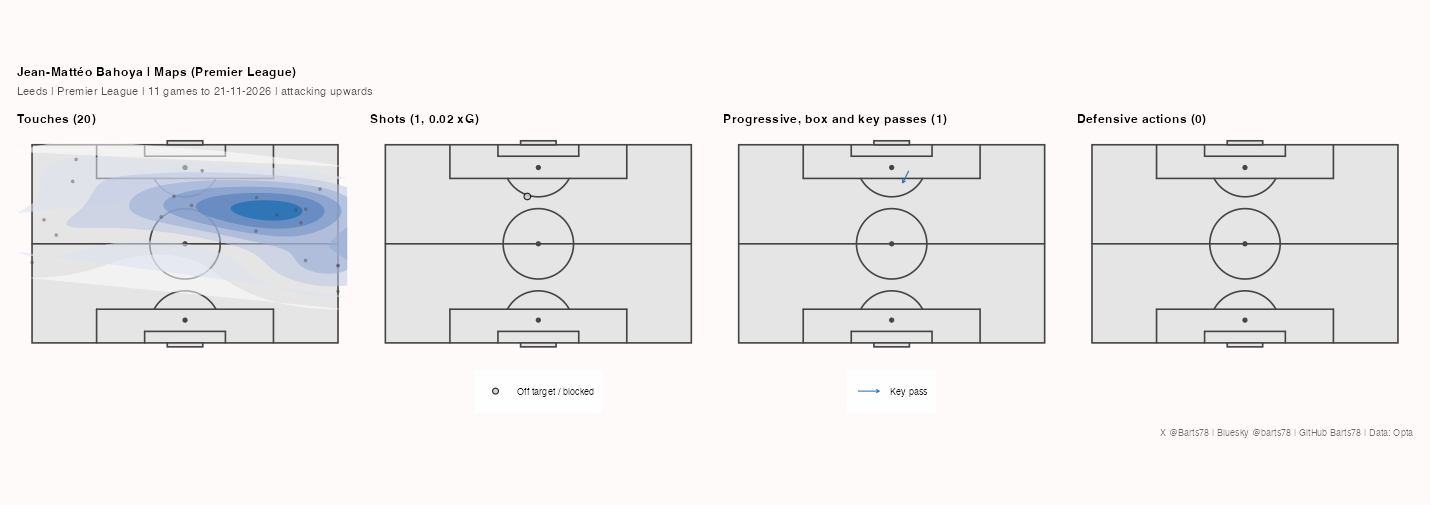 Jean-Mattéo Bahoya | Maps (Premier League)
Leeds | Premier League | 11 games to 21-11-2026 | attacking upwards
Touches (20)
Shots (1, 0.02 xG)
Progressive, box and key passes (1)
Defensive actions (0)
Off target / blocked
Key pass
X @Barts78 | Bluesky @barts78 | GitHub Barts78 | Data: Opta